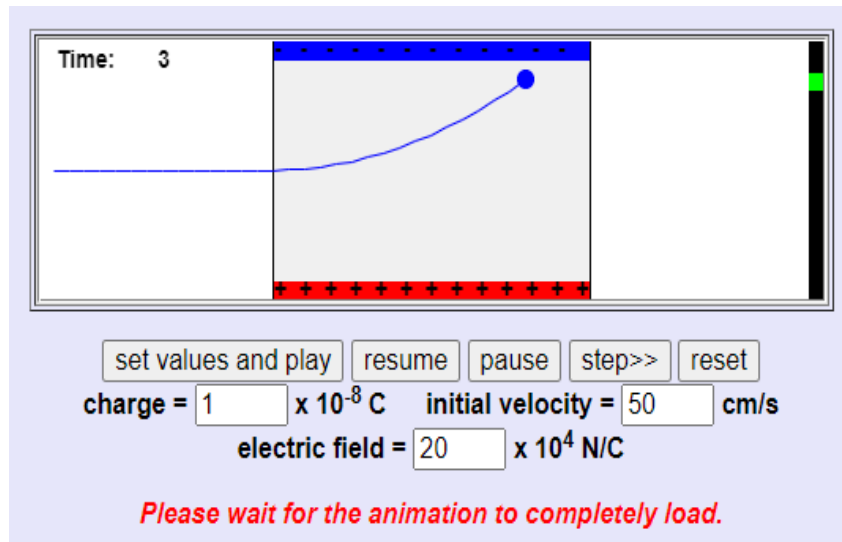 Time: 3
- - - - - - - - - - - -
+ + + + + + + + + + + + +
set values and play resume pause step>> reset
charge = 1 x 10-8 C initial velocity = 50 cm/s
electric field = 20 x 104 N/C
Please wait for the animation to completely load.